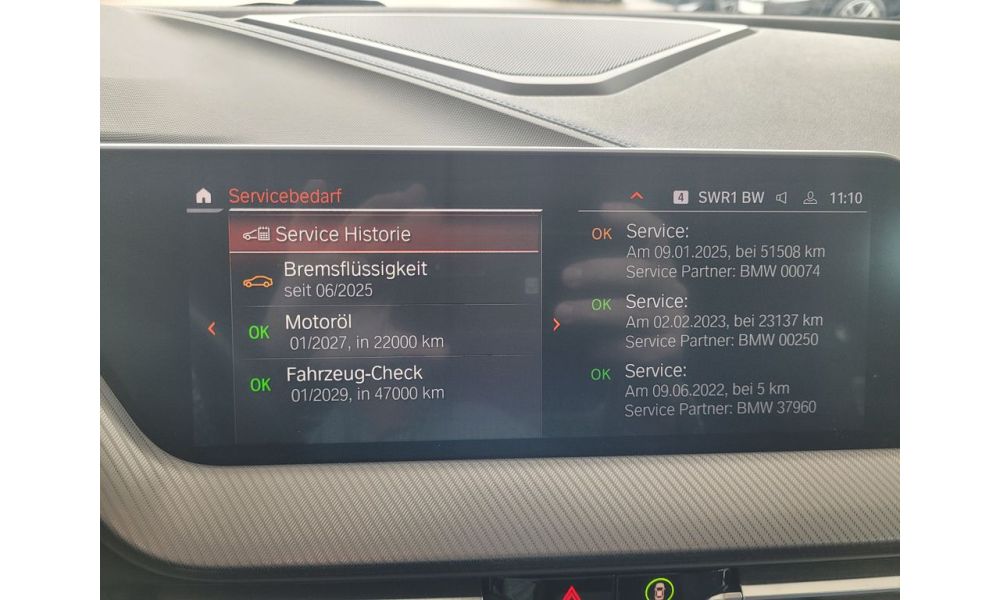 Servicebedarf
4 SWR1 BW 11:10
Service Historie
Bremsflüssigkeit
seit 06/2025
OK Motoröl
01/2027, in 22000 km
OK Fahrzeug-Check
01/2029, in 47000 km
OK Service:
Am 09.01.2025, bei 51508 km
Service Partner: BMW 00074
OK Service:
Am 02.02.2023, bei 23137 km
Service Partner: BMW 00250
OK Service:
Am 09.06.2022, bei 5 km
Service Partner: BMW 37960